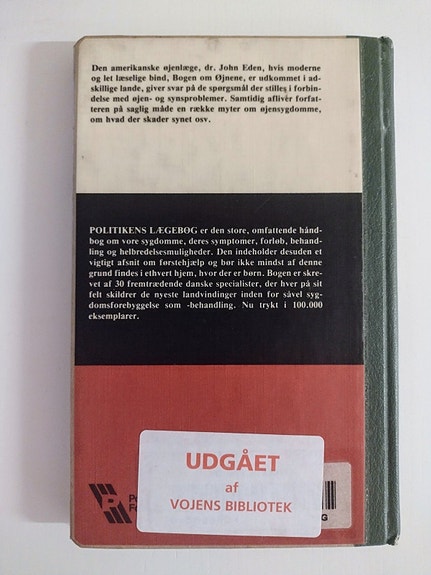 Den amerikanske øjenlæge, dr. John Eden, hvis moderne
og let læselige bind, Bogen om Øjnene, er udkommet i ad-
skillige lande, giver svar på de spørgsmål der stilles i forbin-
delse med øjen- og synsproblemer. Samtidig afliver forfat-
teren på saglig måde en række myter om øjensygdomme,
om hvad der skader synet osv.
POLITIKENS LÆGEBOG er den store, omfattende hånd-
bog om vore sygdomme, deres symptomer, forløb, behand-
ling og helbredelsesmuligheder. Den indeholder desuden et
vigtigt afsnit om førstehjælp og bør ikke mindst af denne
grund findes i ethvert hjem, hvor der er børn. Bogen er skre-
vet af 30 fremtrædende danske specialister, der hver på sit
felt skildrer de nyeste landvindinger inden for såvel syg-
domsforebyggelse som -behandling. Nu trykt i 100.000
eksemplarer.
UDGÅET
af
VOJENS BIBLIOTEK